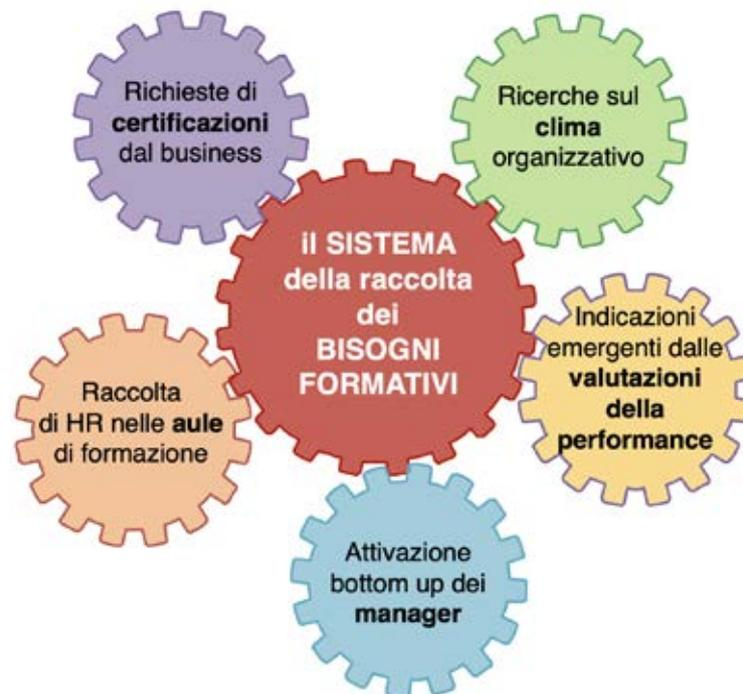 Richieste di
certificazioni
dal business
Ricerche sul
clima
organizzativo
il SISTEMA
della raccolta
dei
BISOGNI
FORMATIVI
Indicazioni
emergenti dalle
valutazioni
della
performance
Raccolta
di HR nelle aule
di formazione
Attivazione
bottom up dei
manager